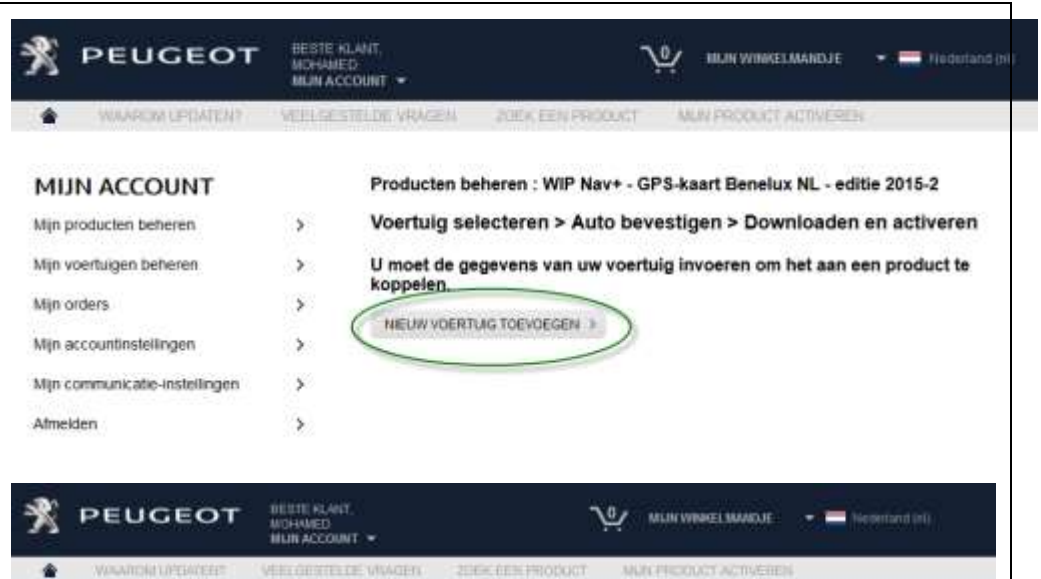 PEUGEOT
BESTE KLANT,
MOHAMED
MIJN ACCOUNT
0
MIJN WINKELMANDJE
Nederland (nl)
WAAROM UPDATEN?
VEELGESTELDE VRAGEN
ZOEK EEN PRODUCT
MIJN PRODUCT ACTIVEREN
MIJN ACCOUNT
Mijn producten beheren >
Mijn voertuigen beheren >
Mijn orders >
Mijn accountinstellingen >
Mijn communicatie-instellingen >
Afmelden >
Producten beheren : WIP Nav+ - GPS-kaart Benelux NL - editie 2015-2
Voertuig selecteren > Auto bevestigen > Downloaden en activeren
U moet de gegevens van uw voertuig invoeren om het aan een product te
koppelen.
NIEUW VOERTUIG TOEVOEGEN >
PEUGEOT
BESTE KLANT,
MOHAMED
MIJN ACCOUNT
0
MIJN WINKELMANDJE
Nederland (nl)
WAAROM UPDATEN?
VEELGESTELDE VRAGEN
ZOEK EEN PRODUCT
MIJN PRODUCT ACTIVEREN